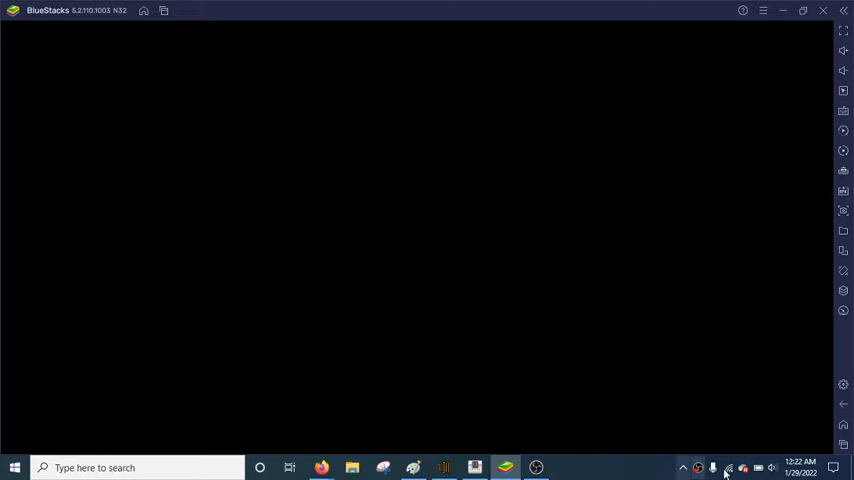 BlueStacks 5.2.110.1003 N32
Type here to search
12:22 AM
1/29/2022